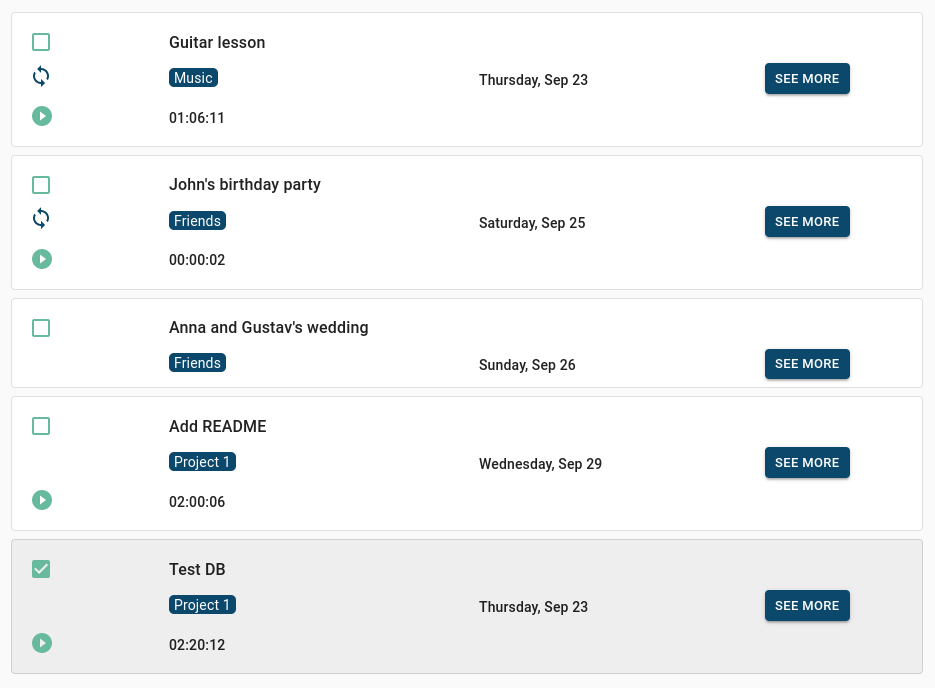 Guitar lesson
Music
Thursday, Sep 23
SEE MORE
01:06:11
John's birthday party
Friends
Saturday, Sep 25
SEE MORE
00:00:02
Anna and Gustav's wedding
Friends
Sunday, Sep 26
SEE MORE
Add README
Project 1
Wednesday, Sep 29
SEE MORE
02:00:06
Test DB
Project 1
Thursday, Sep 23
SEE MORE
02:20:12